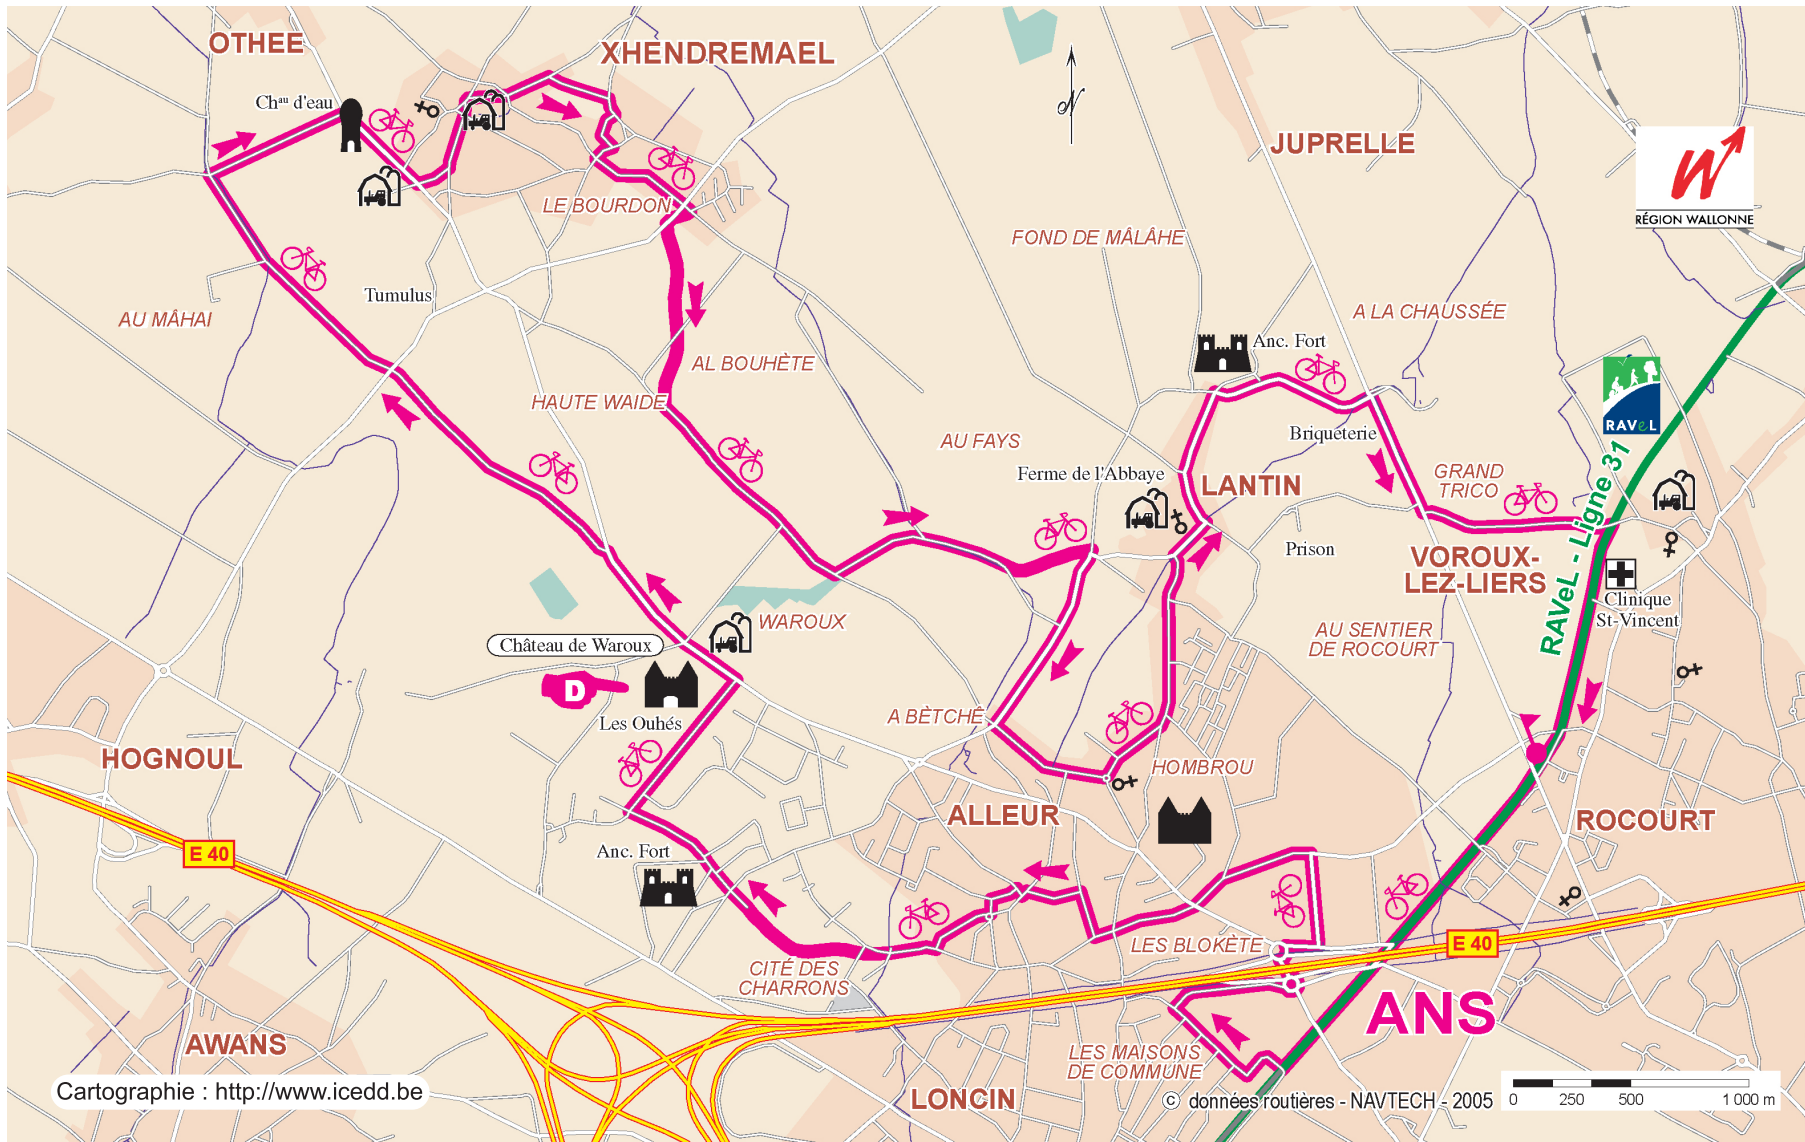 OTHEE
XHENDREMAEL
Chau d'eau
N
JUPRELLE
RÉGION WALLONNE
LE BOURDON
FOND DE MÂLÂHE
Tumulus
AU MÂHAI
A LA CHAUSSÉE
Anc. Fort
AL BOUHÈTE
HAUTE WAIDE
RAVeL
Briqueterie
AU FAYS
Ferme de l'Abbaye
LANTIN
GRAND
TRICO
RAVeL - Ligne 31
Prison
VOROUX-
LEZ-LIERS
Clinique
St-Vincent
WAROUX
AU SENTIER
DE ROCOURT
Château de Waroux
D
Les Ouhés
A BÈTCHÊ
HOGNOUL
HOMBROU
ALLEUR
ROCOURT
E 40
Anc. Fort
LES BLOKÈTE
E 40
CITÉ DES
CHARRONS
ANS
AWANS
LES MAISONS
DE COMMUNE
Cartographie : http://www.icedd.be
LONCIN
© données routières - NAVTECH - 2005
0 250 500 1 000 m